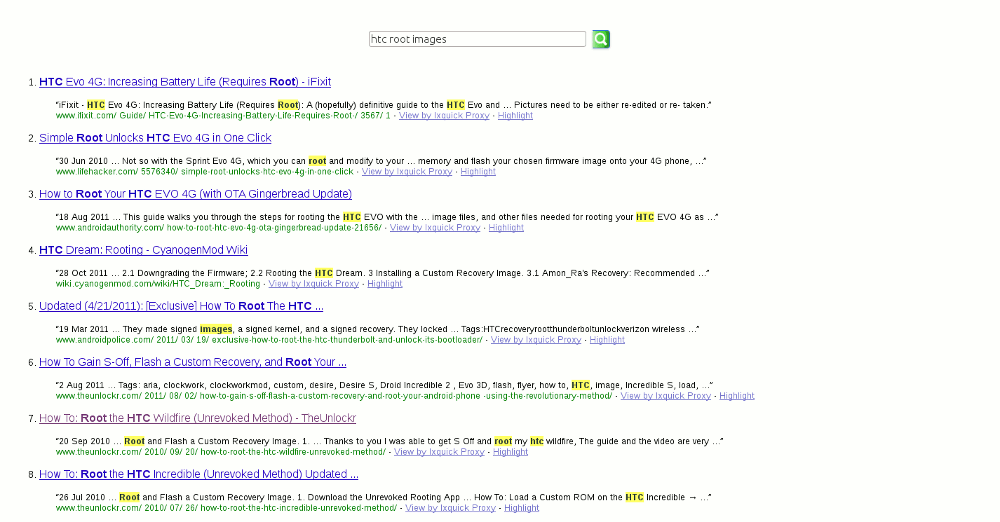 htc root images
1. HTC Evo 4G: Increasing Battery Life (Requires Root) - iFixit
"iFixit - HTC Evo 4G: Increasing Battery Life (Requires Root): A (hopefully) definitive guide to the HTC Evo and ... Pictures need to be either re-edited or re- taken."
www.ifixit.com/ Guide/ HTC-Evo-4G-Increasing-Battery-Life-Requires-Root-/ 3567/ 1 - View by Ixquick Proxy - Highlight
2. Simple Root Unlocks HTC Evo 4G in One Click
"30 Jun 2010 ... Not so with the Sprint Evo 4G, which you can root and modify to your ... memory and flash your chosen firmware image onto your 4G phone, ..."
www.lifehacker.com/ 5576340/ simple-root-unlocks-htc-evo-4g-in-one-click - View by Ixquick Proxy - Highlight
3. How to Root Your HTC EVO 4G (with OTA Gingerbread Update)
"18 Aug 2011 ... This guide walks you through the steps for rooting the HTC EVO with the ... image files, and other files needed for rooting your HTC EVO 4G as ..."
www.androidauthority.com/ how-to-root-htc-evo-4g-ota-gingerbread-update-21656/ - View by Ixquick Proxy - Highlight
4. HTC Dream: Rooting - CyanogenMod Wiki
"28 Oct 2011 ... 2.1 Downgrading the Firmware; 2.2 Rooting the HTC Dream. 3 Installing a Custom Recovery Image. 3.1 Amon_Ra's Recovery: Recommended ..."
wiki.cyanogenmod.com/wiki/HTC_Dream:_Rooting - View by Ixquick Proxy - Highlight
5. Updated (4/21/2011): [Exclusive] How To Root The HTC ...
"19 Mar 2011 ... They made signed images, a signed kernel, and a signed recovery. They locked ... Tags:HTCrecoveryrootthunderboltunlockverizon wireless ..."
www.androidpolice.com/ 2011/ 03/ 19/ exclusive-how-to-root-the-htc-thunderbolt-and-unlock-its-bootloader/ - View by Ixquick Proxy - Highlight
6. How To Gain S-Off, Flash a Custom Recovery, and Root Your ...
"2 Aug 2011 ... Tags: aria, clockwork, clockworkmod, custom, desire, Desire S, Droid Incredible 2 , Evo 3D, flash, flyer, how to, HTC, image, Incredible S, load, ..."
www.theunlockr.com/ 2011/ 08/ 02/ how-to-gain-s-off-flash-a-custom-recovery-and-root-your-android-phone -using-the-revolutionary-method/ - View by Ixquick Proxy - Highlight
7. How To: Root the HTC Wildfire (Unrevoked Method) - TheUnlockr
"20 Sep 2010 ... Root and Flash a Custom Recovery Image. 1. ... Thanks to you I was able to get S Off and root my htc wildfire, The guide and the video are very ..."
www.theunlockr.com/ 2010/ 09/ 20/ how-to-root-the-htc-wildfire-unrevoked-method/ - View by Ixquick Proxy - Highlight
8. How To: Root the HTC Incredible (Unrevoked Method) Updated ...
"26 Jul 2010 ... Root and Flash a Custom Recovery Image. 1. Download the Unrevoked Rooting App ... How To: Load a Custom ROM on the HTC Incredible → ..."
www.theunlockr.com/ 2010/ 07/ 26/ how-to-root-the-htc-incredible-unrevoked-method/ - View by Ixquick Proxy - Highlight